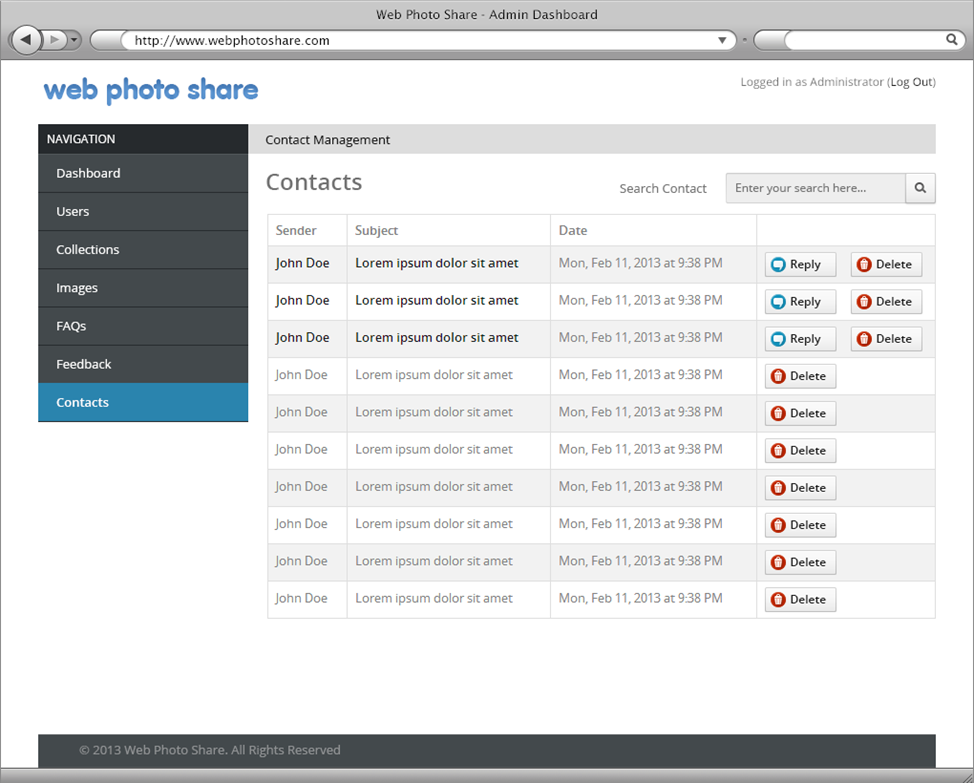 Web Photo Share - Admin Dashboard
http://www.webphotoshare.com
web photo share
Logged in as Administrator (Log Out)
NAVIGATION
Dashboard
Users
Collections
Images
FAQs
Feedback
Contacts
Contact Management
Contacts
Search Contact
Enter your search here...
Sender Subject Date
John Doe Lorem ipsum dolor sit amet Mon, Feb 11, 2013 at 9:38 PM Reply Delete
John Doe Lorem ipsum dolor sit amet Mon, Feb 11, 2013 at 9:38 PM Reply Delete
John Doe Lorem ipsum dolor sit amet Mon, Feb 11, 2013 at 9:38 PM Reply Delete
John Doe Lorem ipsum dolor sit amet Mon, Feb 11, 2013 at 9:38 PM Delete
John Doe Lorem ipsum dolor sit amet Mon, Feb 11, 2013 at 9:38 PM Delete
John Doe Lorem ipsum dolor sit amet Mon, Feb 11, 2013 at 9:38 PM Delete
John Doe Lorem ipsum dolor sit amet Mon, Feb 11, 2013 at 9:38 PM Delete
John Doe Lorem ipsum dolor sit amet Mon, Feb 11, 2013 at 9:38 PM Delete
John Doe Lorem ipsum dolor sit amet Mon, Feb 11, 2013 at 9:38 PM Delete
John Doe Lorem ipsum dolor sit amet Mon, Feb 11, 2013 at 9:38 PM Delete
© 2013 Web Photo Share. All Rights Reserved